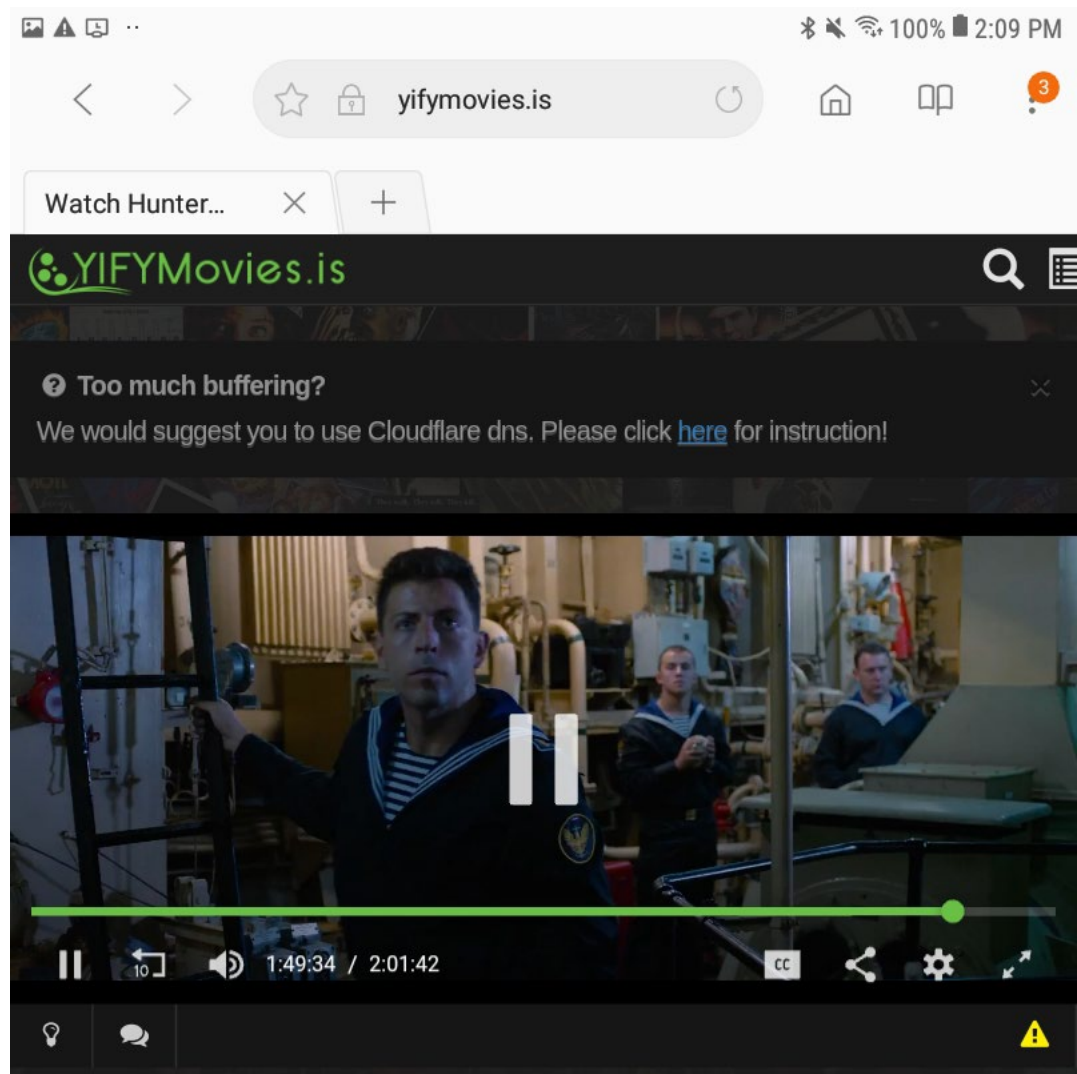 100% 2:09 PM
yifymovies.is
3
Watch Hunter...
YIFYMovies.is
Too much buffering?
We would suggest you to use Cloudflare dns. Please click here for instruction!
10
1:49:34 / 2:01:42
CC